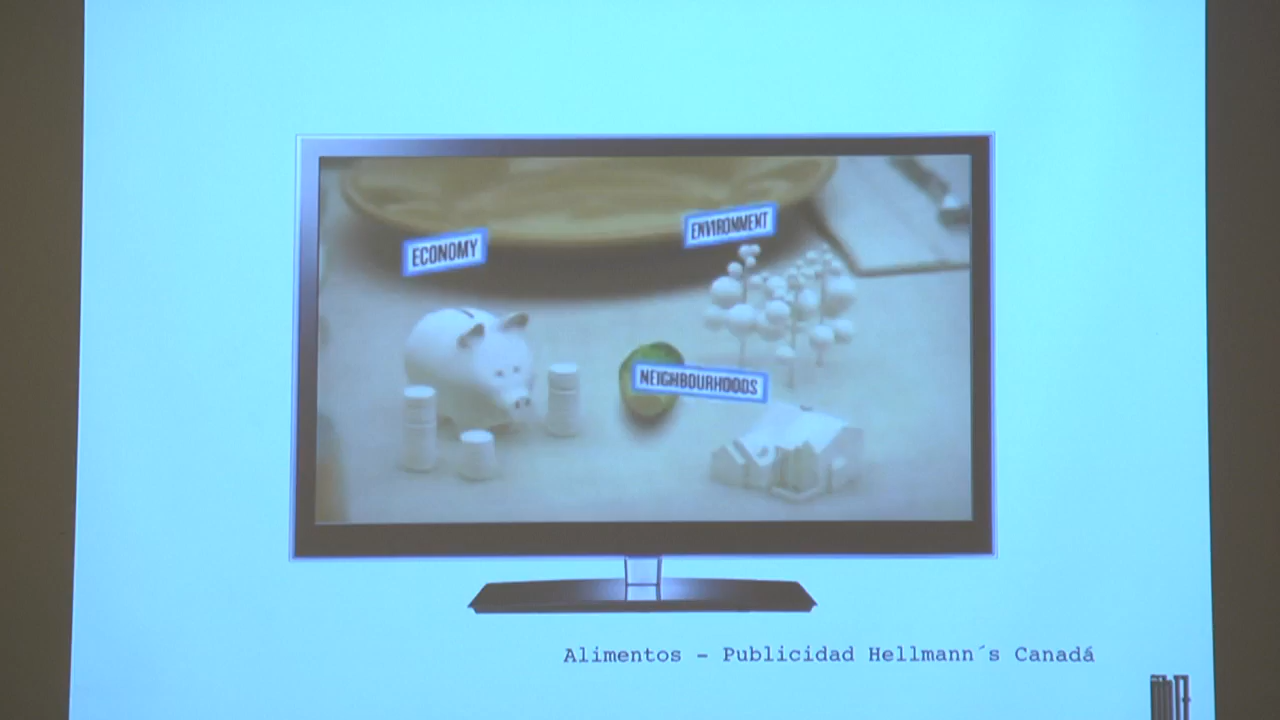 ECONOMY
ENVIRONMENT
NEIGHBOURHOODS
Alimentos - Publicidad Hellmann´s Canadá